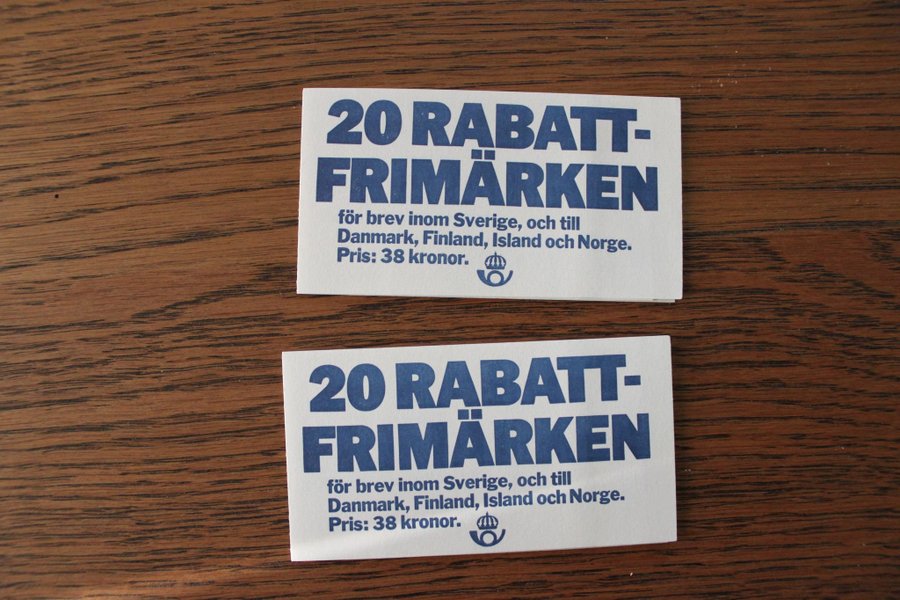 20 RABATT-
FRIMÄRKEN
för brev inom Sverige, och till
Danmark, Finland, Island och Norge.
Pris: 38 kronor.
20 RABATT-
FRIMÄRKEN
för brev inom Sverige, och till
Danmark, Finland, Island och Norge.
Pris: 38 kronor.